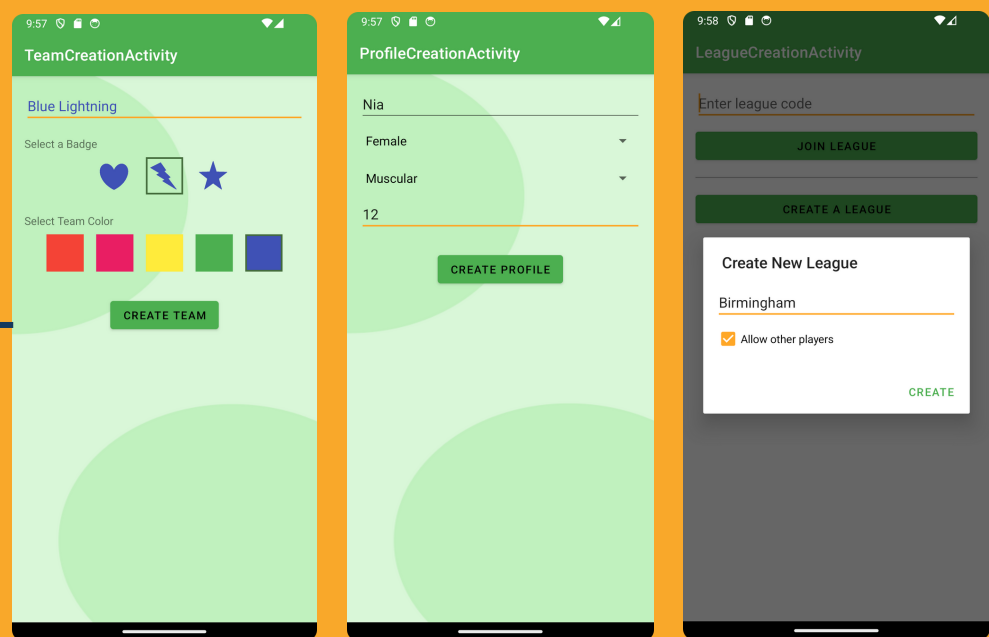 9:57
TeamCreationActivity
Blue Lightning
Select a Badge
Select Team Color
CREATE TEAM
9:57
ProfileCreationActivity
Nia
Female
Muscular
12
CREATE PROFILE
9:58
LeagueCreationActivity
Enter league code
JOIN LEAGUE
CREATE A LEAGUE
Create New League
Birmingham
Allow other players
CREATE